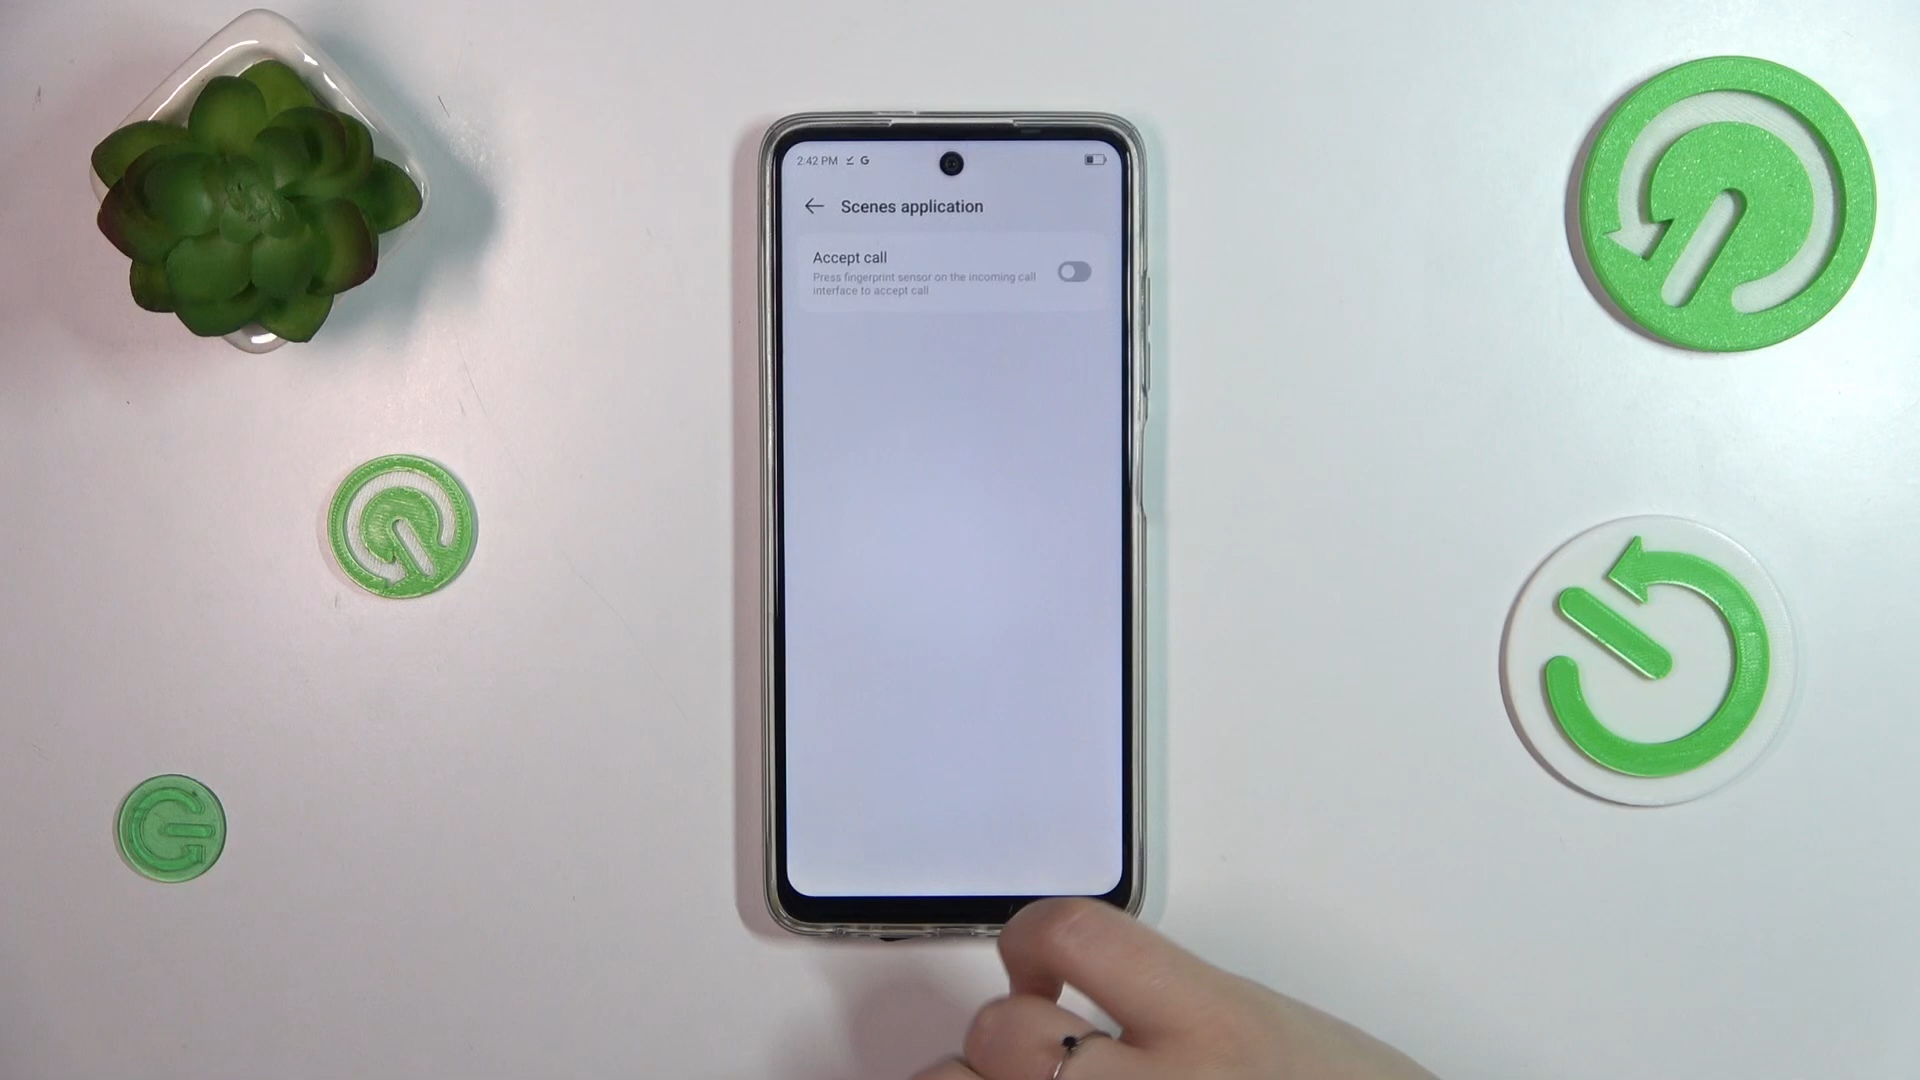 2:42 PM G
Scenes application
Accept call
Press fingerprint sensor on the incoming call
interface to accept call